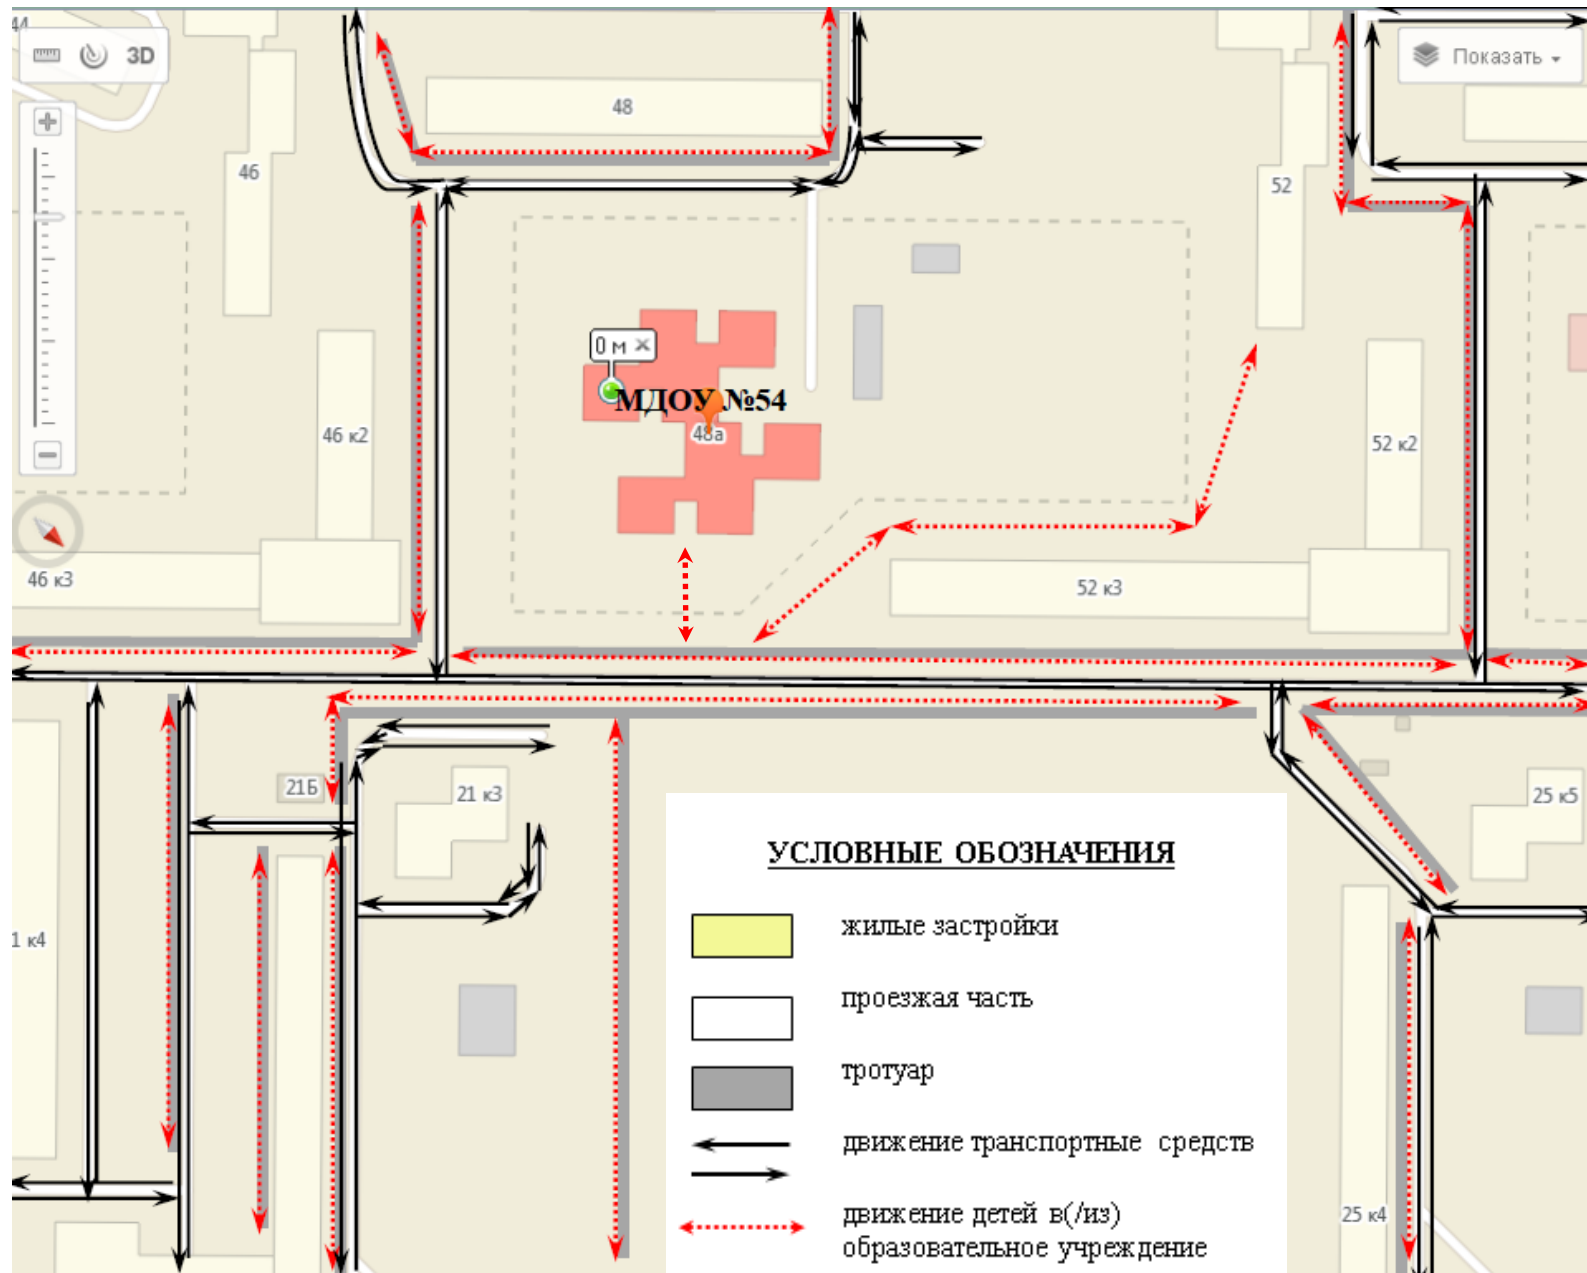 44
3D
Показать
48
46
52
0 м
МДОУ №54
48а
46 к2
52 к2
46 к3
52 к3
21Б
21 к3
25 к5
УСЛОВНЫЕ ОБОЗНАЧЕНИЯ
жилые застройки
1 к4
проезжая часть
тротуар
движение транспортные средств
движение детей в(/из)
25 к4
образовательное учреждение